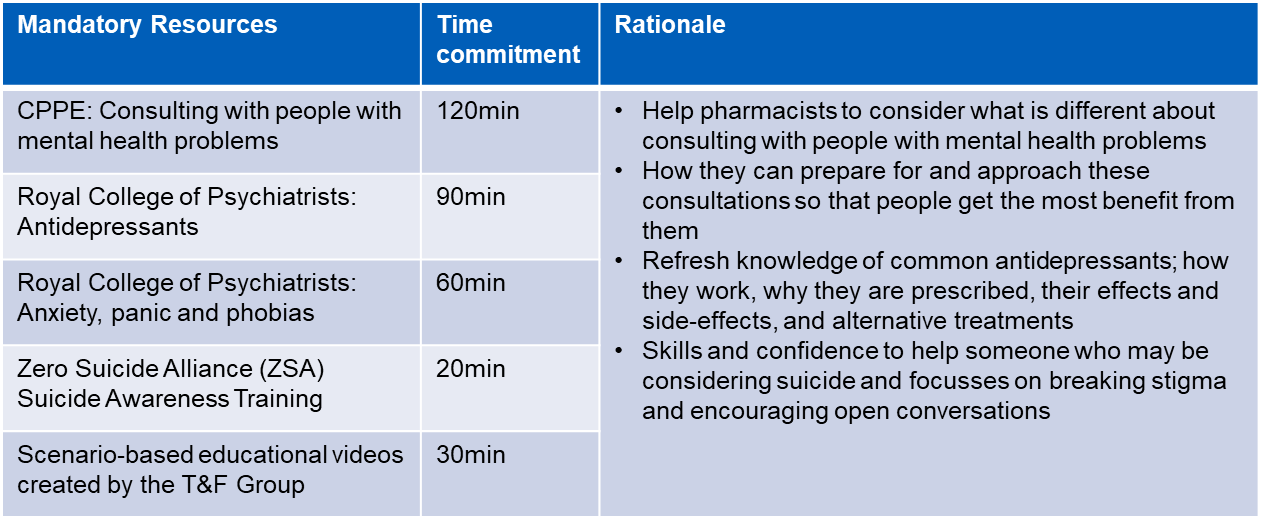 Mandatory Resources
Time
commitment
Rationale
CPPE: Consulting with people with
mental health problems
120min
Royal College of Psychiatrists:
Antidepressants
90min
Royal College of Psychiatrists:
Anxiety, panic and phobias
60min
Zero Suicide Alliance (ZSA)
Suicide Awareness Training
20min
Scenario-based educational videos
created by the T&F Group
30min
• Help pharmacists to consider what is different about
consulting with people with mental health problems
• How they can prepare for and approach these
consultations so that people get the most benefit from
them
• Refresh knowledge of common antidepressants; how
they work, why they are prescribed, their effects and
side-effects, and alternative treatments
• Skills and confidence to help someone who may be
considering suicide and focusses on breaking stigma
and encouraging open conversations